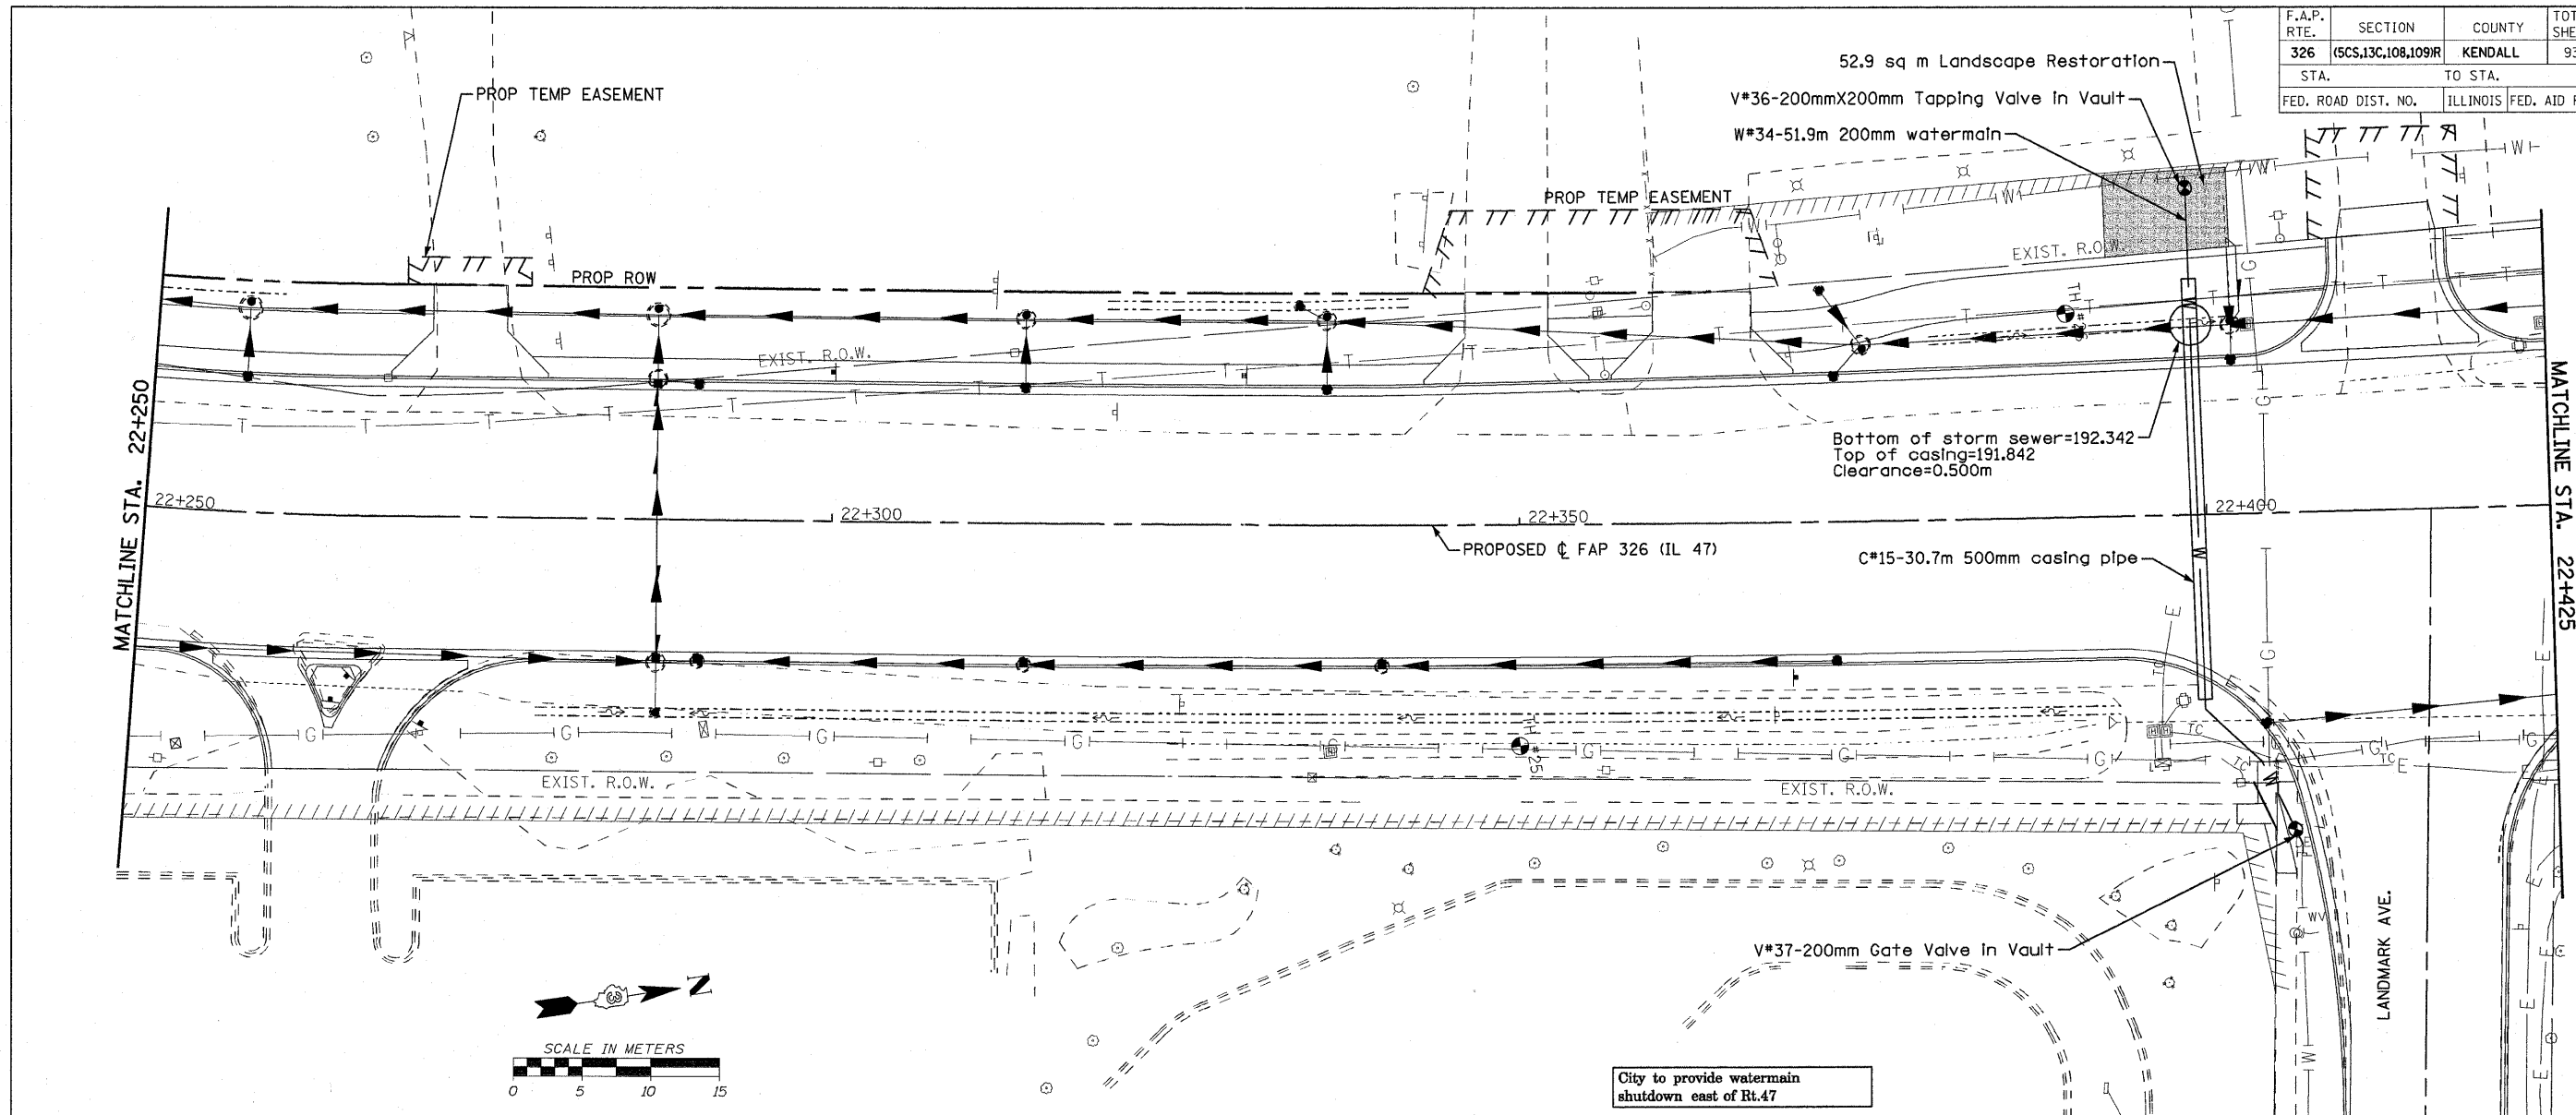 F.A.P. RTE. SECTION COUNTY
326 (5CS,13C,108,109)R KENDALL
STA. TO STA.
FED. ROAD DIST. NO. ILLINOIS FED. AID
52.9 sq m Landscape Restoration
V#36-200mmX200mm Tapping Valve in Vault
W#34-51.9m 200mm watermain
PROP TEMP EASEMENT
PROP TEMP EASEMENT
PROP ROW
EXIST. R.O.W.
EXIST. R.O.W.
MATCHLINE STA. 22+250
MATCHLINE STA. 22+425
Bottom of storm sewer=192.342
Top of casing=191.842
Clearance=0.500m
22+250
22+300
22+350
22+400
PROPOSED ℄ FAP 326 (IL 47)
C#15-30.7m 500mm casing pipe
TH #25
EXIST. R.O.W.
EXIST. R.O.W.
V#37-200mm Gate Valve in Vault
LANDMARK AVE.
N
SCALE IN METERS
0 5 10 15
City to provide watermain
shutdown east of Rt.47